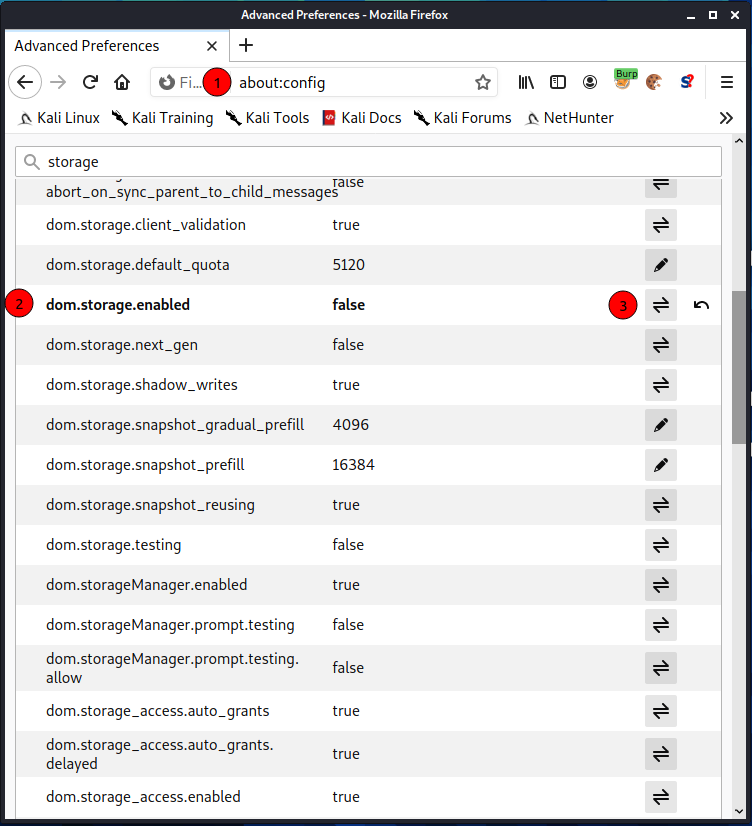 Advanced Preferences - Mozilla Firefox
Advanced Preferences
Fi... 1 about:config
Burp
Kali Linux Kali Training Kali Tools Kali Docs Kali Forums NetHunter
storage
abort_on_sync_parent_to_child_messages false
dom.storage.client_validation true
dom.storage.default_quota 5120
2 dom.storage.enabled false 3
dom.storage.next_gen false
dom.storage.shadow_writes true
dom.storage.snapshot_gradual_prefill 4096
dom.storage.snapshot_prefill 16384
dom.storage.snapshot_reusing true
dom.storage.testing false
dom.storageManager.enabled true
dom.storageManager.prompt.testing false
dom.storageManager.prompt.testing.
allow false
dom.storage_access.auto_grants true
dom.storage_access.auto_grants.
delayed true
dom.storage_access.enabled true